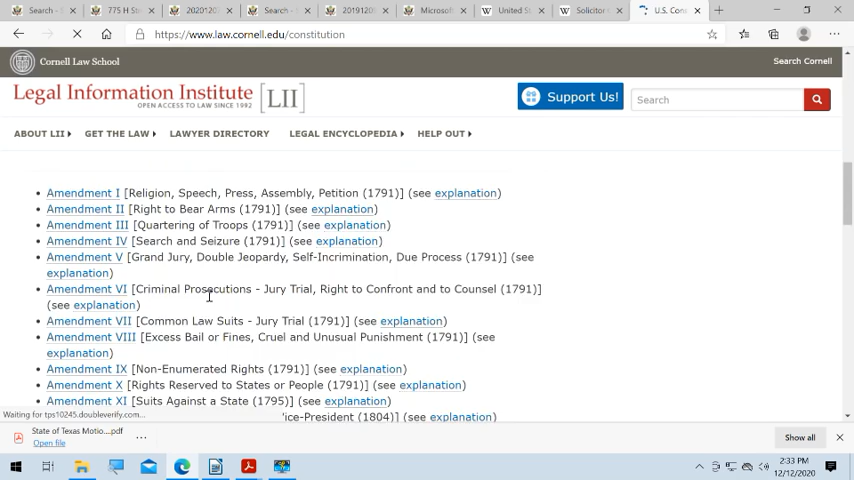 Search - S
775 H St
20201202
Search -
20191209
Microsof
United St
Solicitor
U.S. Cons
https://www.law.cornell.edu/constitution
Cornell Law School
Search Cornell
Legal Information Institute [LII]
OPEN ACCESS TO LAW SINCE 1992
Support Us!
Search
ABOUT LII
GET THE LAW
LAWYER DIRECTORY
LEGAL ENCYCLOPEDIA
HELP OUT
Amendment I [Religion, Speech, Press, Assembly, Petition (1791)] (see explanation)
Amendment II [Right to Bear Arms (1791)] (see explanation)
Amendment III [Quartering of Troops (1791)] (see explanation)
Amendment IV [Search and Seizure (1791)] (see explanation)
Amendment V [Grand Jury, Double Jeopardy, Self-Incrimination, Due Process (1791)] (see
explanation)
Amendment VI [Criminal Prosecutions - Jury Trial, Right to Confront and to Counsel (1791)]
(see explanation)
Amendment VII [Common Law Suits - Jury Trial (1791)] (see explanation)
Amendment VIII [Excess Bail or Fines, Cruel and Unusual Punishment (1791)] (see
explanation)
Amendment IX [Non-Enumerated Rights (1791)] (see explanation)
Amendment X [Rights Reserved to States or People (1791)] (see explanation)
Amendment XI [Suits Against a State (1795)] (see explanation)
Vice-President (1804)] (see explanation)
Waiting for tps10245.doubleverify.com...
State of Texas Motio....pdf
Open file
Show all
2:33 PM
12/12/2020